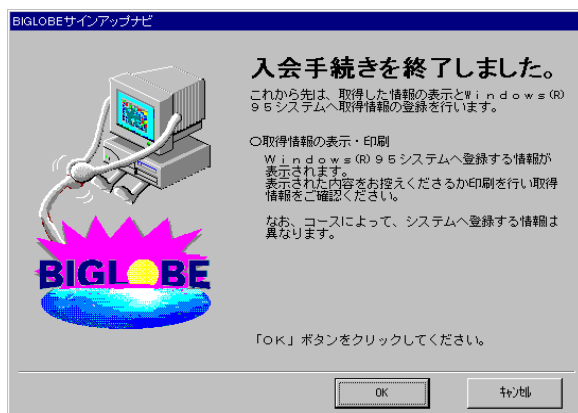 BIGLOBEサインアップナビ
入会手続きを終了しました。
これから先は、取得した情報の表示とWindows(R)
95システムへ取得情報の登録を行います。
○取得情報の表示・印刷
Windows(R)95システムへ登録する情報が
表示されます。
表示された内容をお控えくださるか印刷を行い取得
情報をご確認ください。
なお、コースによって、システムへ登録する情報は
異なります。
BIGLOBE
「OK」ボタンをクリックしてください。
OK
キャンセル